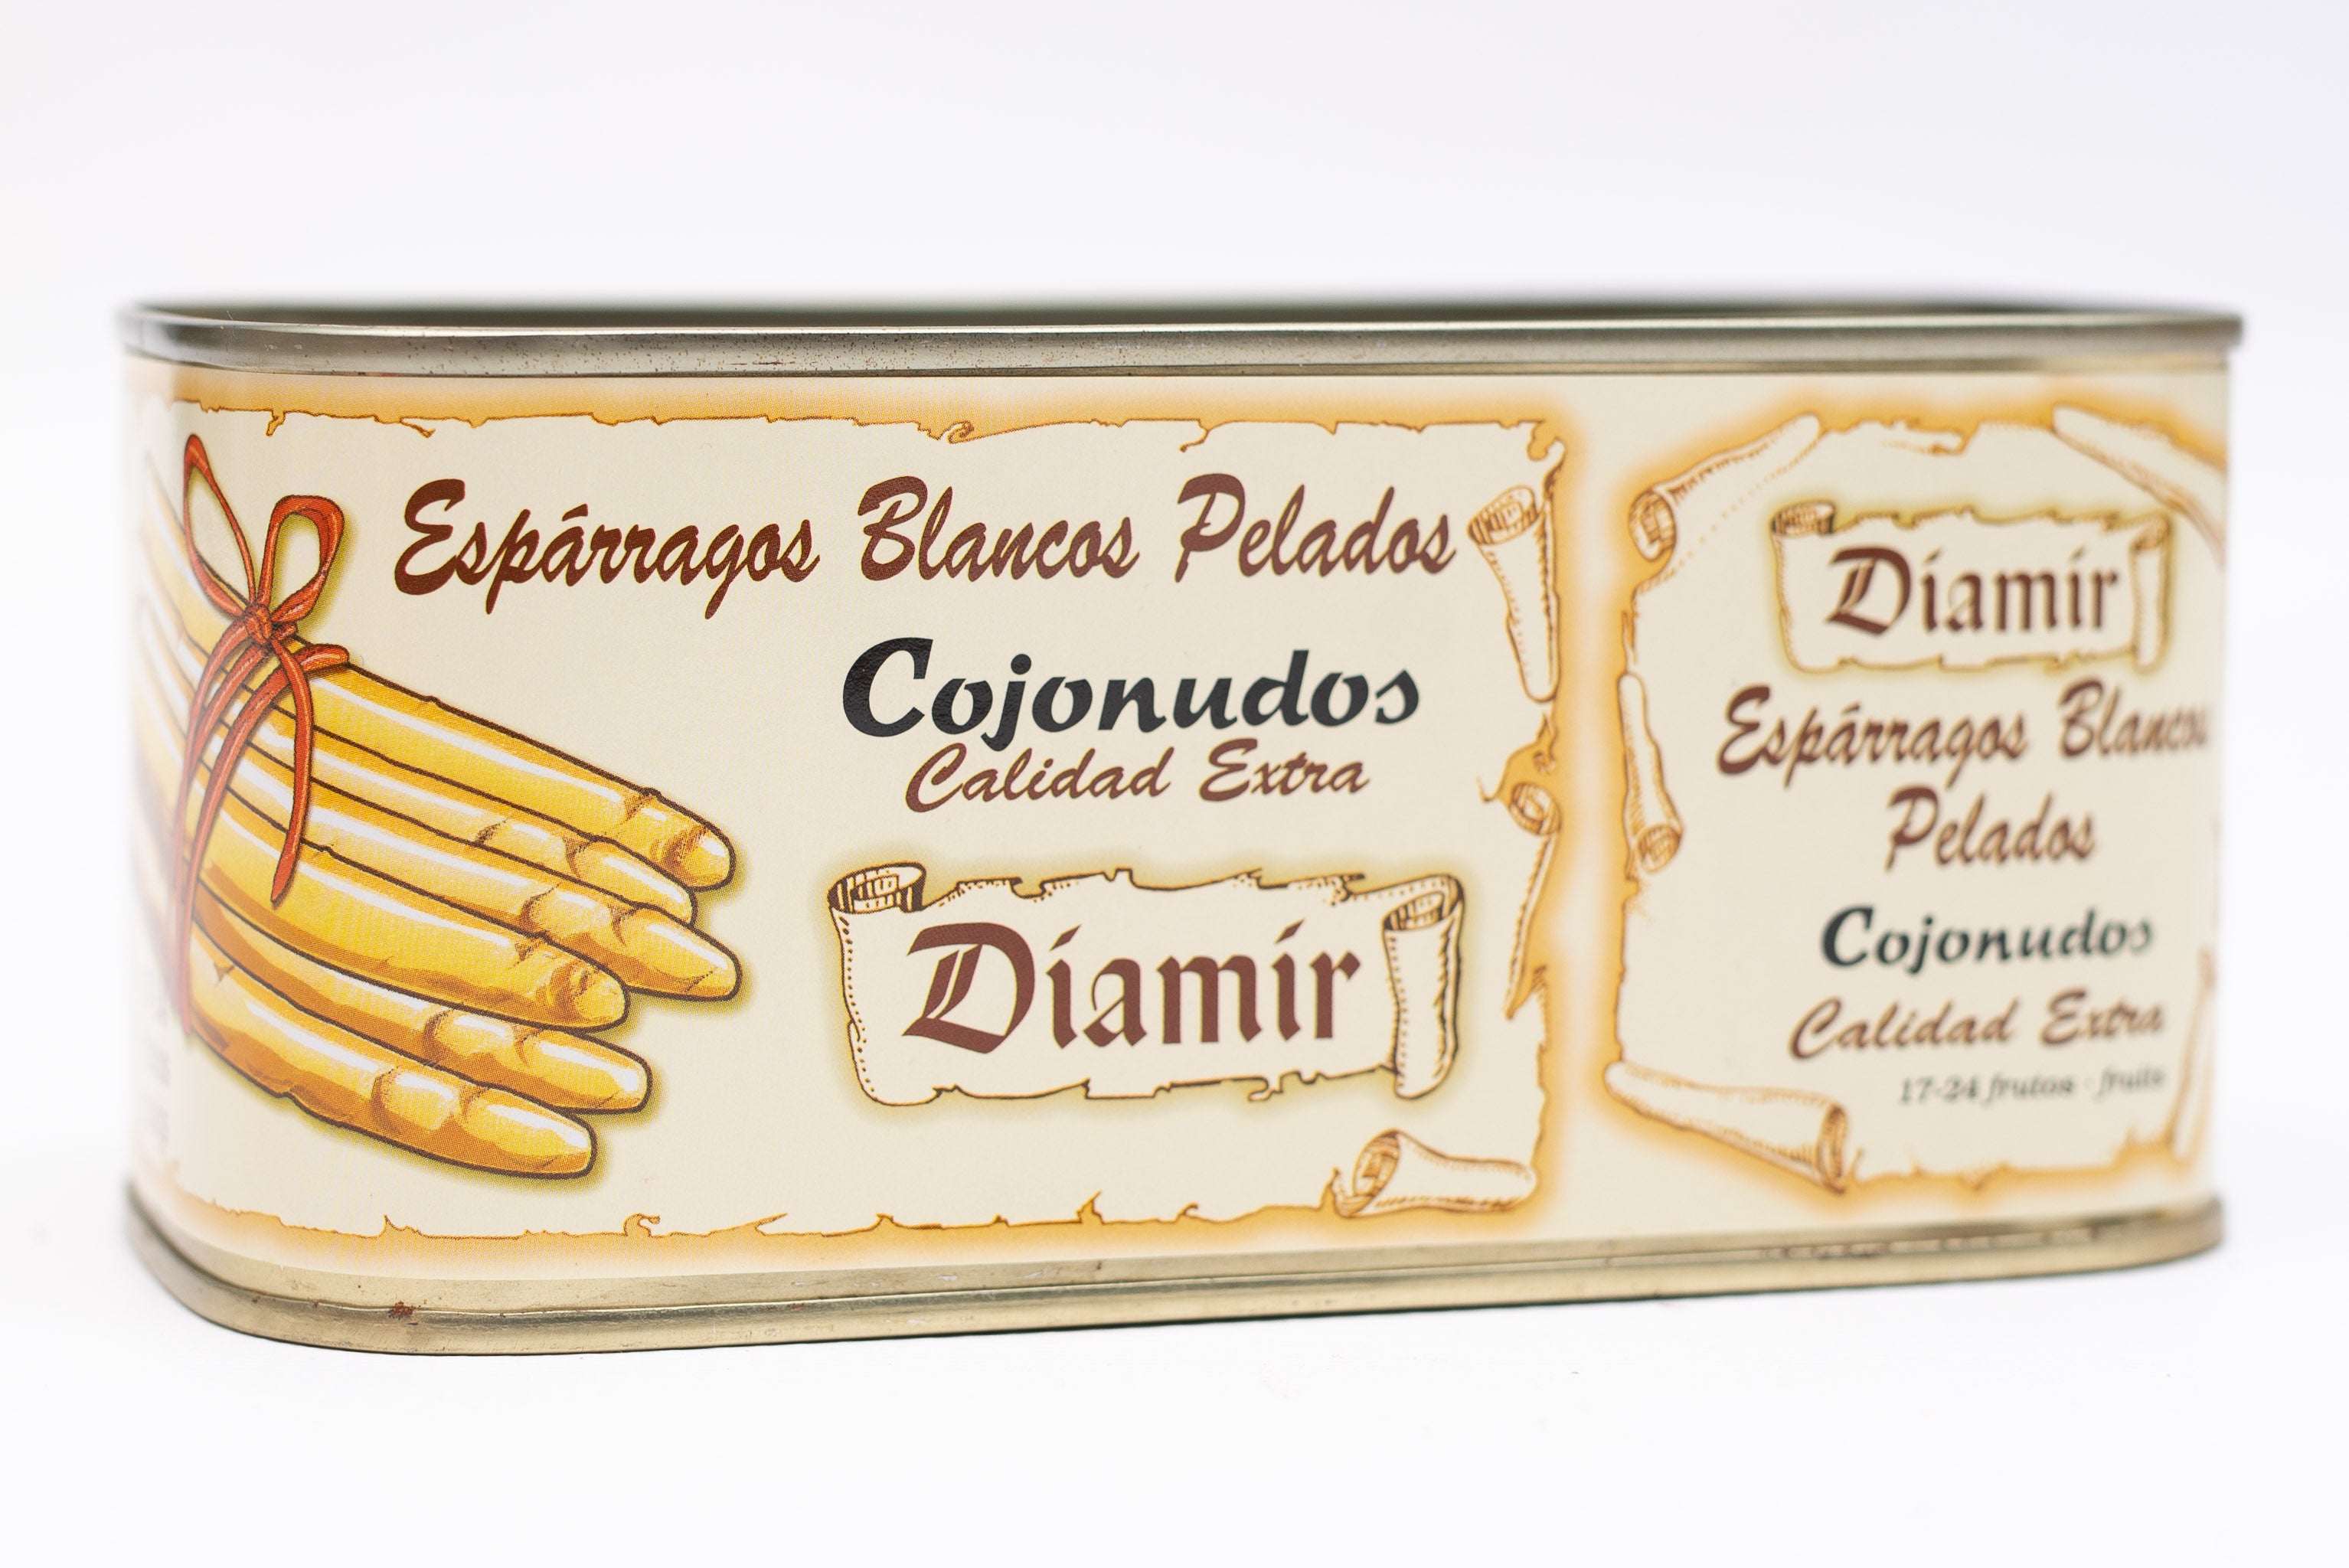 Espárragos Blancos Pelados
Cojonudos
Calidad Extra
Diamir
Diamir
Espárragos Blancos
Pelados
Cojonudos
Calidad Extra
17-24 frutos - fruits